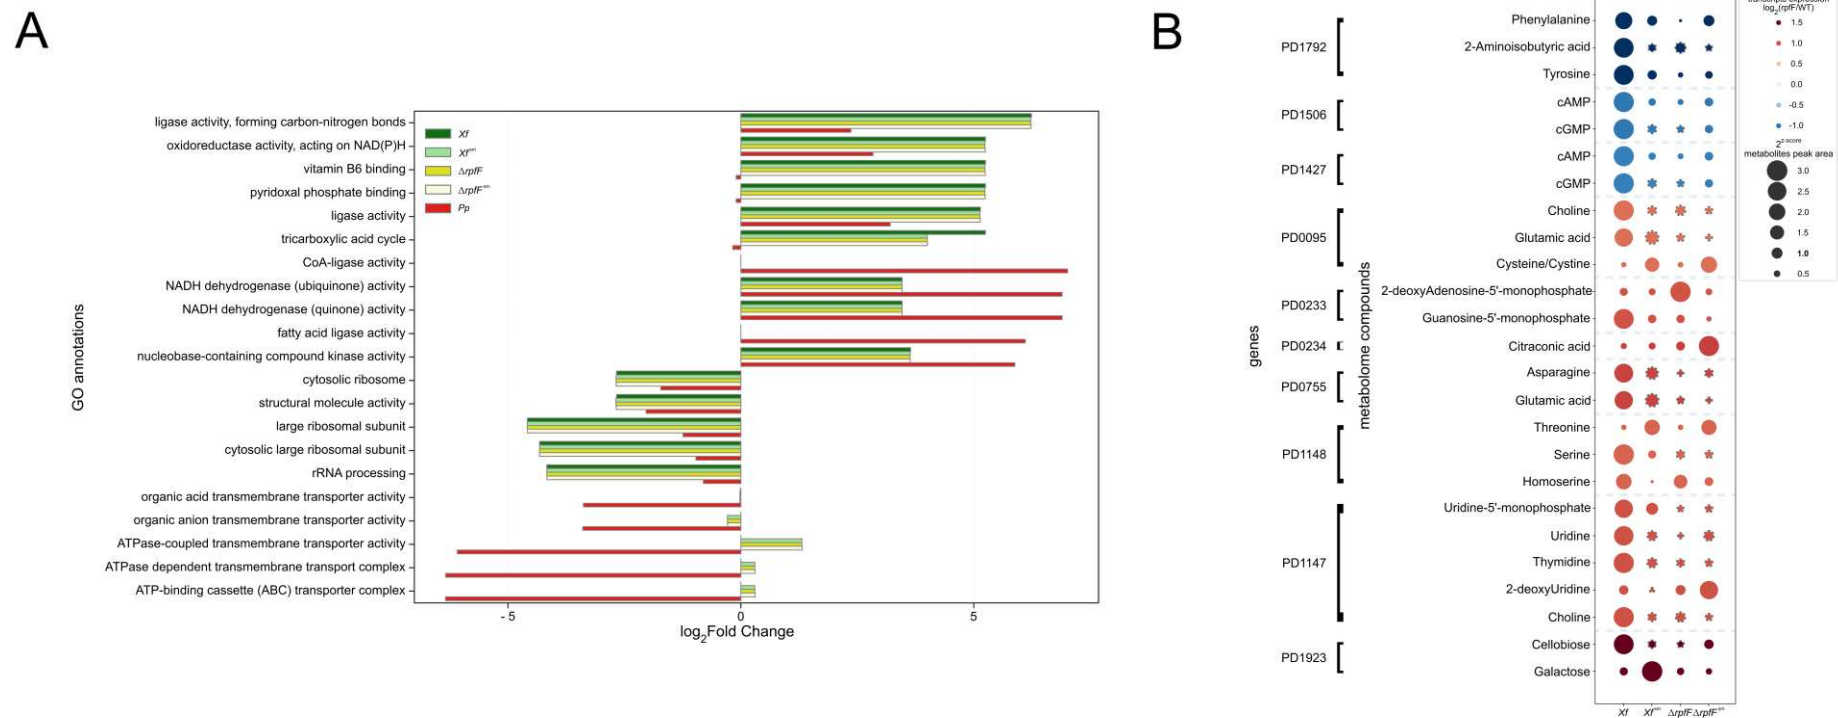 A
ligase activity, forming carbon-nitrogen bonds
oxidoreductase activity, acting on NAD(P)H
vitamin B6 binding
pyridoxal phosphate binding
ligase activity
tricarboxylic acid cycle
CoA-ligase activity
NADH dehydrogenase (ubiquinone) activity
NADH dehydrogenase (quinone) activity
fatty acid ligase activity
nucleobase-containing compound kinase activity
cytosolic ribosome
structural molecule activity
large ribosomal subunit
cytosolic large ribosomal subunit
rRNA processing
organic acid transmembrane transporter activity
organic anion transmembrane transporter activity
ATPase-coupled transmembrane transporter activity
ATPase dependent transmembrane transport complex
ATP-binding cassette (ABC) transporter complex
GO annotations
Xf
Xf
ΔrpfF
ΔrpfF
Pp
-5 0 5
log2Fold Change
B
genes
PD1792
PD1506
PD1427
PD0095
PD0233
PD0234
PD0755
PD1148
PD1147
PD1923
metabolome compounds
Phenylalanine
2-Aminoisobutyric acid
Tyrosine
cAMP
cGMP
cAMP
cGMP
Choline
Glutamic acid
Cysteine/Cystine
2-deoxyAdenosine-5'-monophosphate
Guanosine-5'-monophosphate
Citraconic acid
Asparagine
Glutamic acid
Threonine
Serine
Homoserine
Uridine-5'-monophosphate
Uridine
Thymidine
2-deoxyUridine
Choline
Cellobiose
Galactose
Xf Xf ΔrpfF ΔrpfF
log2(rpfF/WT)
1.5
1.0
0.5
0.0
-0.5
-1.0
2z-score
metabolites peak area
3.0
2.5
2.0
1.5
1.0
0.5